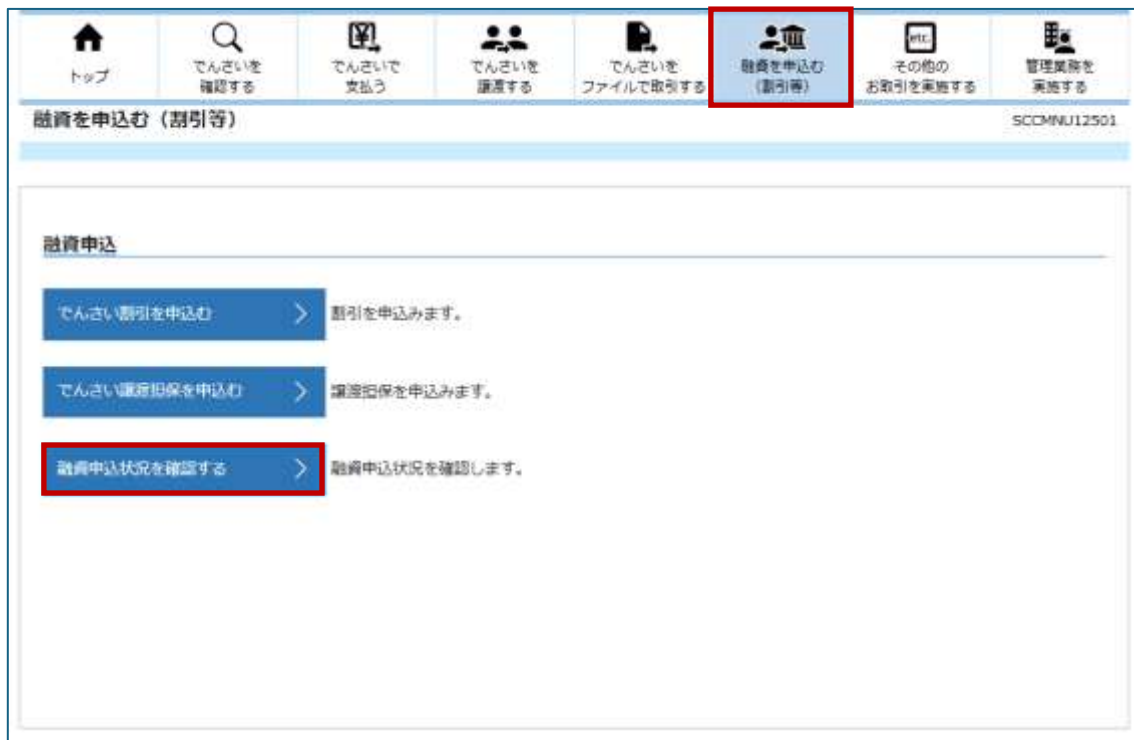 トップ
でんさいを
確認する
でんさいで
支払う
でんさいを
譲渡する
でんさいを
ファイルで取引する
融資を申込む
(割引等)
etc.
その他の
お取引を実施する
管理業務を
実施する
融資を申込む（割引等）
SCCMNU12501
融資申込
でんさい割引を申込む
割引を申込みます。
でんさい譲渡担保を申込む
譲渡担保を申込みます。
融資申込状況を確認する
融資申込状況を確認します。